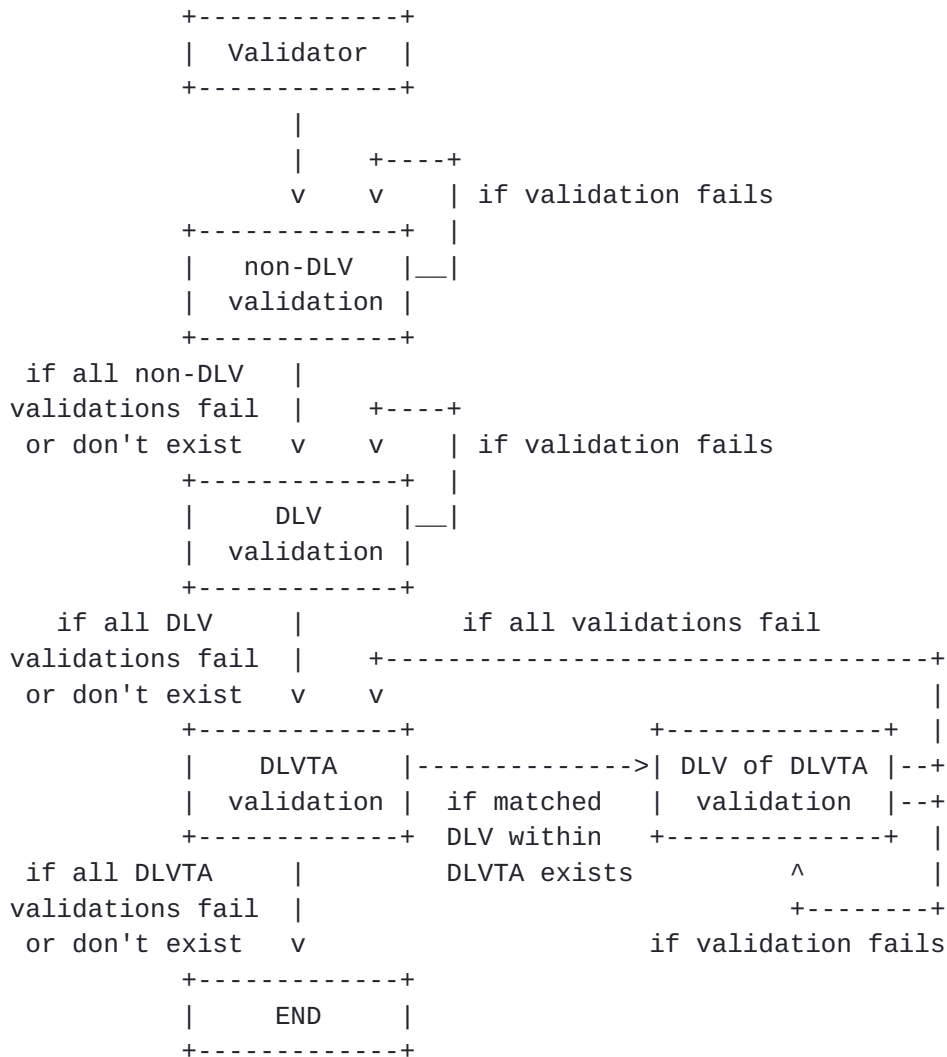 +-------------+
|  Validator  |
+-------------+
       |
       |    +----+
       v    v    | if validation fails
+-------------+  |
|   non-DLV   |__|
|  validation |
+-------------+
if all non-DLV   |
validations fail  |    +----+
or don't exist   v    v    | if validation fails
+-------------+  |
|     DLV     |__|
|  validation |
+-------------+
if all DLV     |          if all validations fail
validations fail  |    +-----------------------------------+
or don't exist   v    v                                   |
+-------------+               +--------------+  |
|    DLVTA    |-------------->| DLV of DLVTA |--+
|  validation |  if matched   |  validation  |--+
+-------------+  DLV within   +--------------+  |
if all DLVTA     |         DLVTA exists          ^        |
validations fail  |                               +--------+
or don't exist   v                      if validation fails
+-------------+
|     END     |
+-------------+